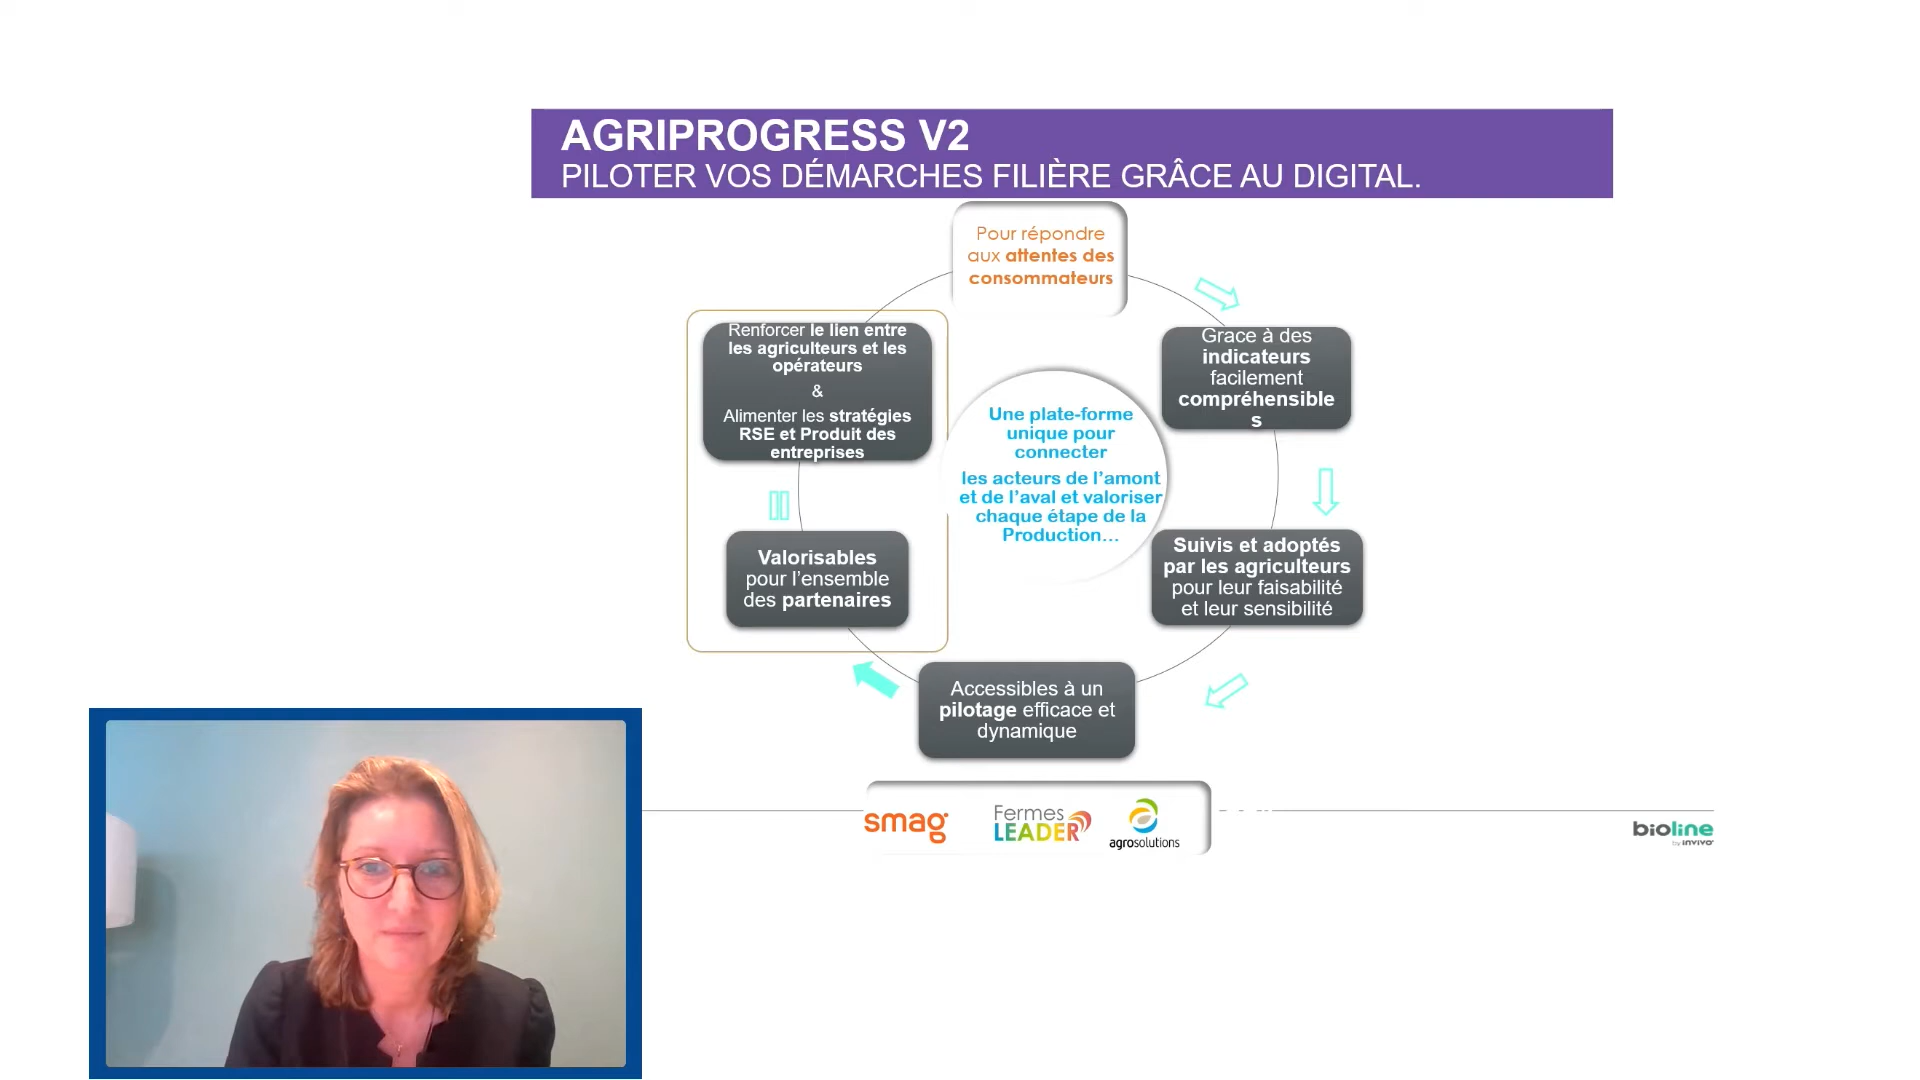 AGRIPROGRESS V2
PILOTER VOS DÉMARCHES FILIÈRE GRÂCE AU DIGITAL.
Pour répondre
aux attentes des
consommateurs
Grace à des
indicateurs
facilement
compréhensible
s
Suivis et adoptés
par les agriculteurs
pour leur faisabilité
et leur sensibilité
Accessibles à un
pilotage efficace et
dynamique
Valorisables
pour l'ensemble
des partenaires
Renforcer le lien entre
les agriculteurs et les
opérateurs
&
Alimenter les stratégies
RSE et Produit des
entreprises
Une plate-forme
unique pour
connecter
les acteurs de l'amont
et de l'aval et valoriser
chaque étape de la
Production...
smag
Fermes
LEADER
agrosolutions
bioline
by invivo